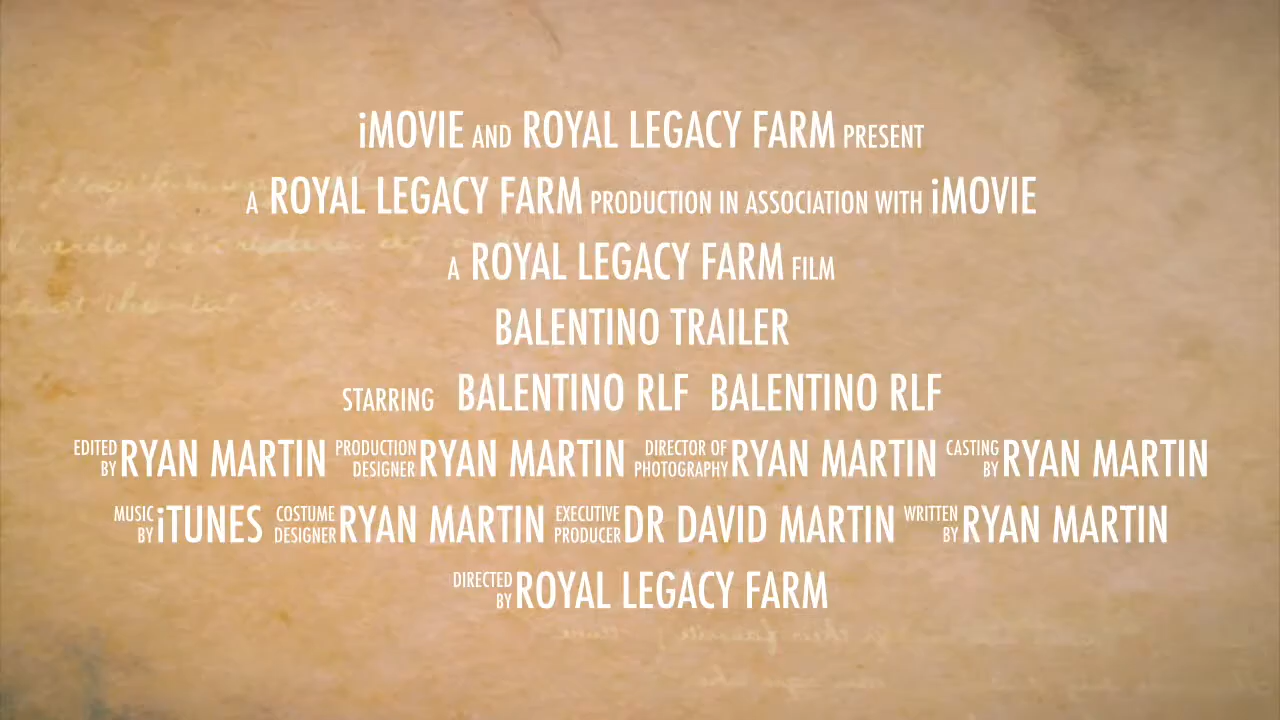 iMOVIE AND ROYAL LEGACY FARM PRESENT
A ROYAL LEGACY FARM PRODUCTION IN ASSOCIATION WITH iMOVIE
A ROYAL LEGACY FARM FILM
BALENTINO TRAILER
STARRING BALENTINO RLF BALENTINO RLF
EDITED BY RYAN MARTIN PRODUCTION DESIGNER RYAN MARTIN DIRECTOR OF PHOTOGRAPHY RYAN MARTIN CASTING BY RYAN MARTIN
MUSIC BY iTUNES COSTUME DESIGNER RYAN MARTIN EXECUTIVE PRODUCER DR DAVID MARTIN WRITTEN BY RYAN MARTIN
DIRECTED BY ROYAL LEGACY FARM